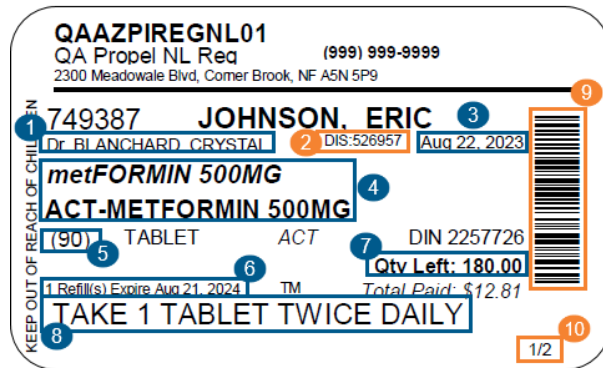 QAAZPIREGNL01
QA Propel NL Req (999) 999-9999
2300 Meadowale Blvd, Corner Brook, NF A5N 5P9
KEEP OUT OF REACH OF CHILDREN
749387 JOHNSON, ERIC 3 9
1 Dr. BLANCHARD, CRYSTAL 2 DIS:526957 Aug 22, 2023
metFORMIN 500MG 4
ACT-METFORMIN 500MG
(90) TABLET ACT DIN 2257726
5 7 Qty Left: 180.00
6
1 Refill(s) Expire Aug 21, 2024 TM Total Paid: $12.81
8 TAKE 1 TABLET TWICE DAILY
10
1/2